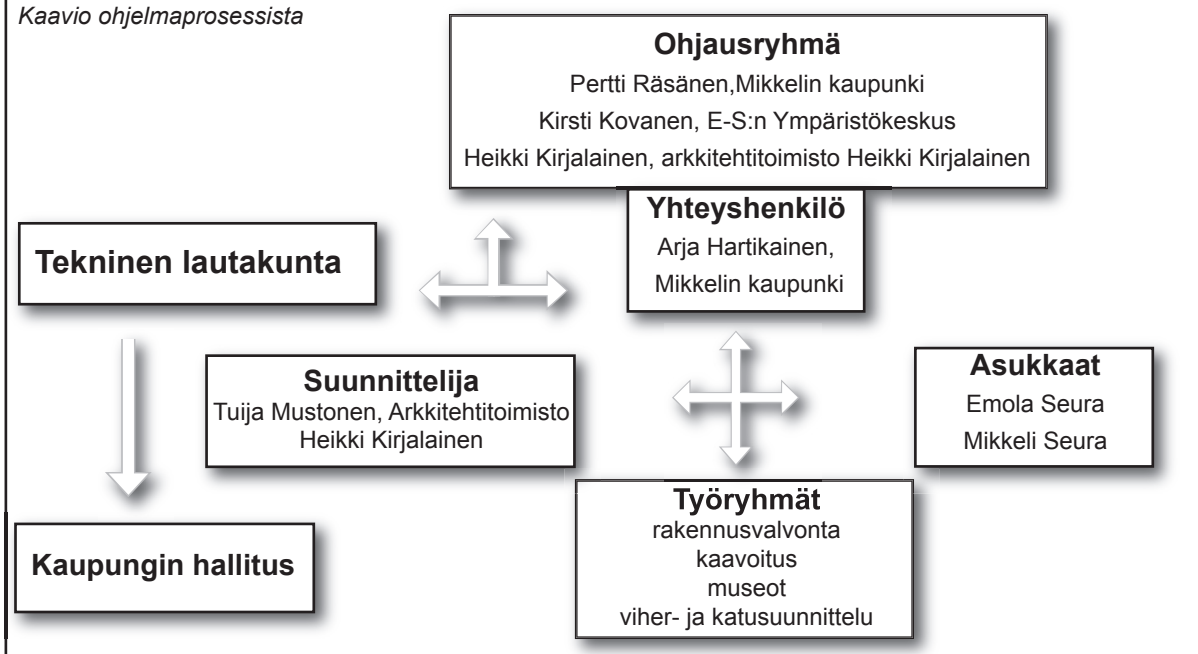 Kaavio ohjelmaprosessista
Ohjausryhmä
Pertti Räsänen,Mikkelin kaupunki
Kirsti Kovanen, E-S:n Ympäristökeskus
Heikki Kirjalainen, arkkitehtitoimisto Heikki Kirjalainen
Yhteyshenkilö
Arja Hartikainen,
Mikkelin kaupunki
Tekninen lautakunta
Suunnittelija
Tuija Mustonen, Arkkitehtitoimisto
Heikki Kirjalainen
Asukkaat
Emola Seura
Mikkeli Seura
Työryhmät
rakennusvalvonta
kaavoitus
museot
viher- ja katusuunnittelu
Kaupungin hallitus